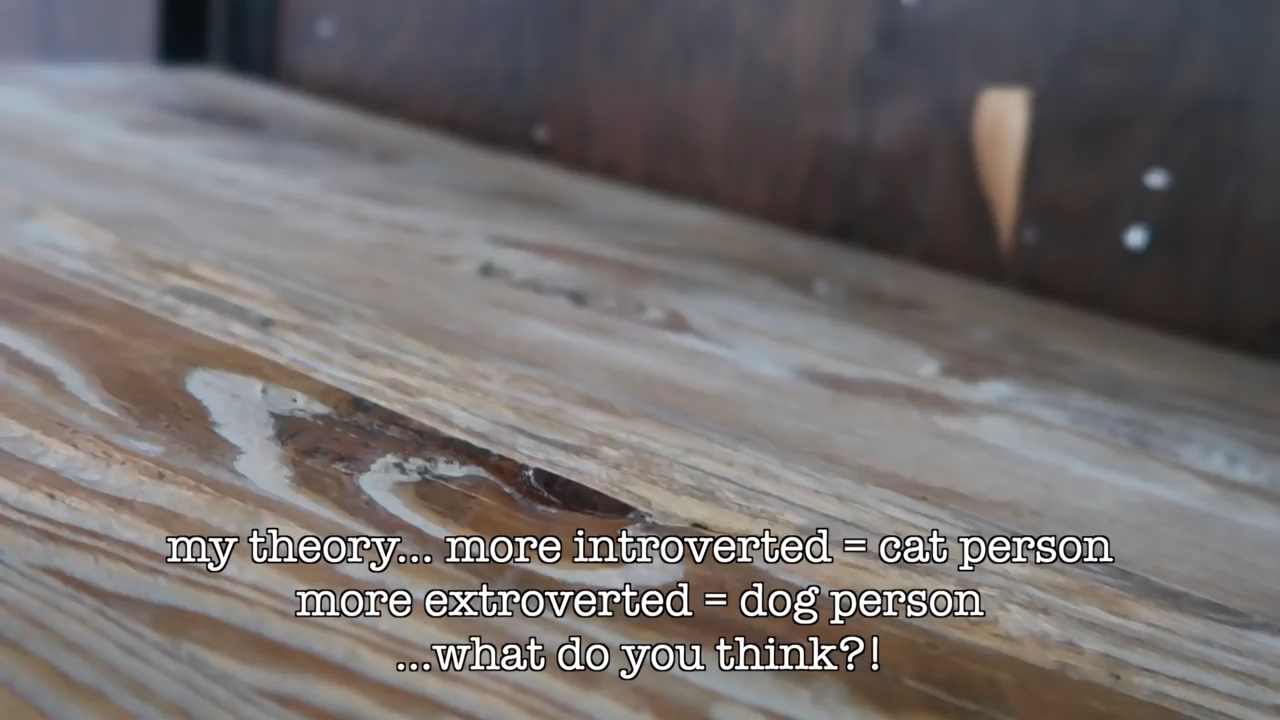 my theory... more introverted = cat person
more extroverted = dog person
...what do you think?!